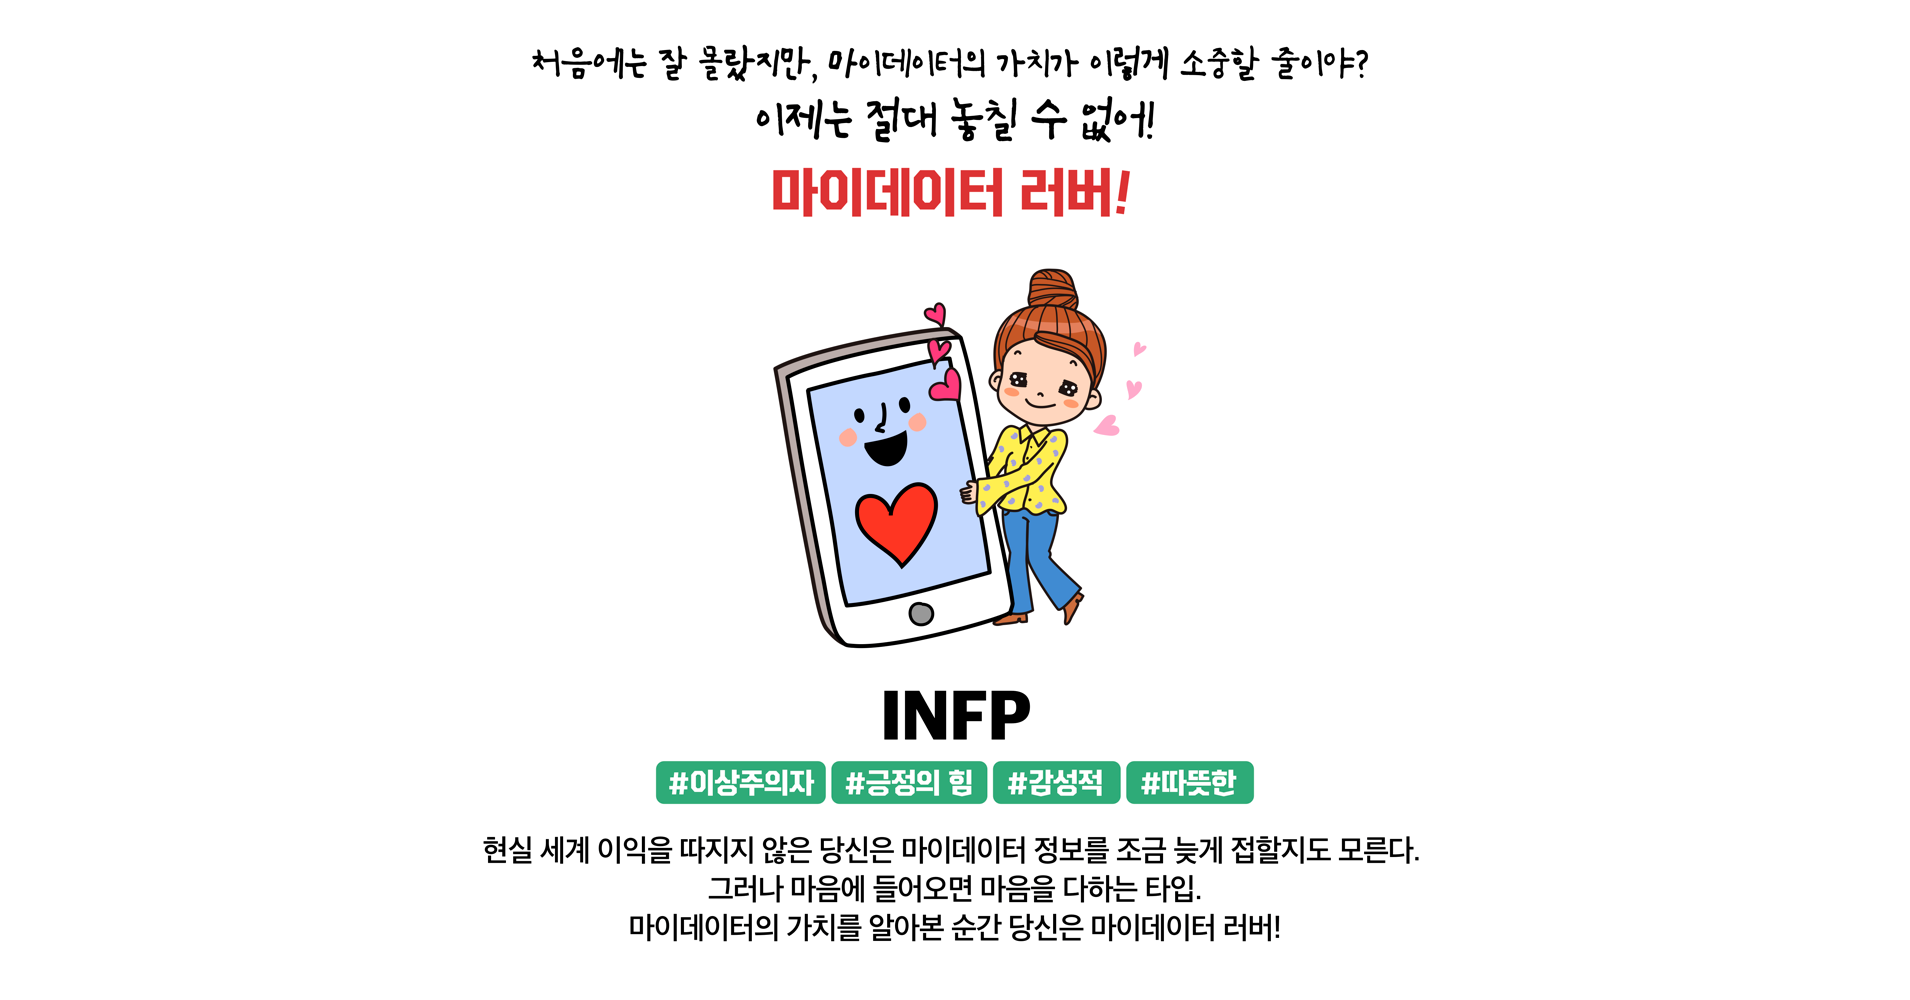 처음에는 잘 몰랐지만, 마이데이터의 가치가 이렇게 소중할 줄이야?
이제는 절대 놓칠 수 없어!
마이데이터 러버!
INFP
#이상주의자 #긍정의 힘 #감성적 #따뜻한
현실 세계 이익을 따지지 않은 당신은 마이데이터 정보를 조금 늦게 접할지도 모른다.
그러나 마음에 들어오면 마음을 다하는 타입.
마이데이터의 가치를 알아본 순간 당신은 마이데이터 러버!